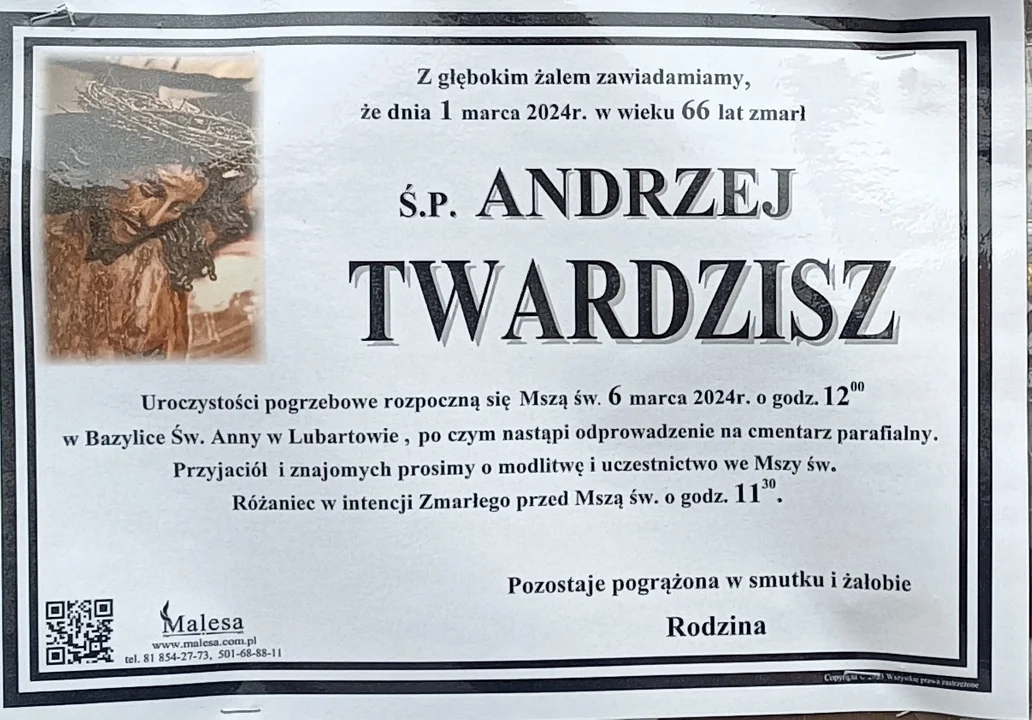 Z głębokim żalem zawiadamiamy,
że dnia 1 marca 2024r. w wieku 66 lat zmarł
Ś.P. ANDRZEJ
TWARDZISZ
Uroczystości pogrzebowe rozpoczną się Mszą św. 6 marca 2024r. o godz. 12⁰⁰
w Bazylice Św. Anny w Lubartowie , po czym nastąpi odprowadzenie na cmentarz parafialny.
Przyjaciół i znajomych prosimy o modlitwę i uczestnictwo we Mszy św.
Różaniec w intencji Zmarłego przed Mszą św. o godz. 11³⁰.
Pozostaje pogrążona w smutku i żałobie
Rodzina
Malesa
www.malesa.com.pl
tel. 81 854-27-73, 501-68-88-11
Wszystkie prawa zastrzeżone